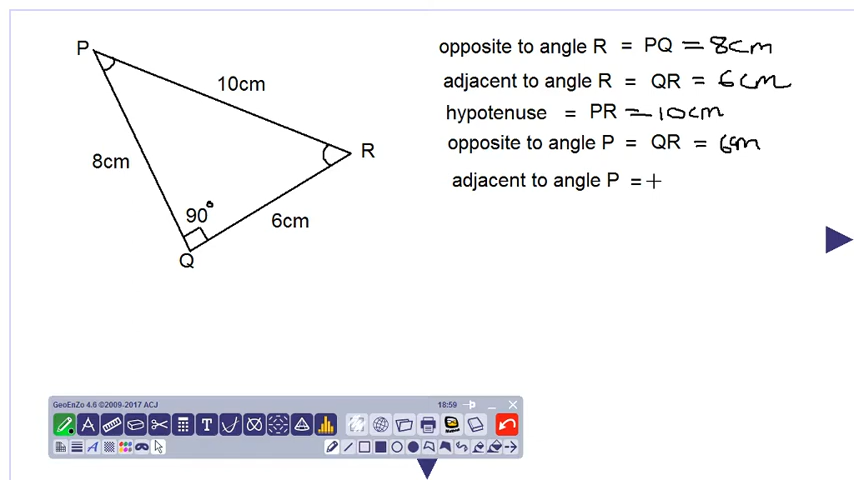 P
10cm
R
8cm
90°
6cm
Q
opposite to angle R = PQ = 8cm
adjacent to angle R = QR = 6cm
hypotenuse = PR = 10cm
opposite to angle P = QR = 6cm
adjacent to angle P =
GeoEnZo 4.6 ©2009-2017 ACJ
18:59